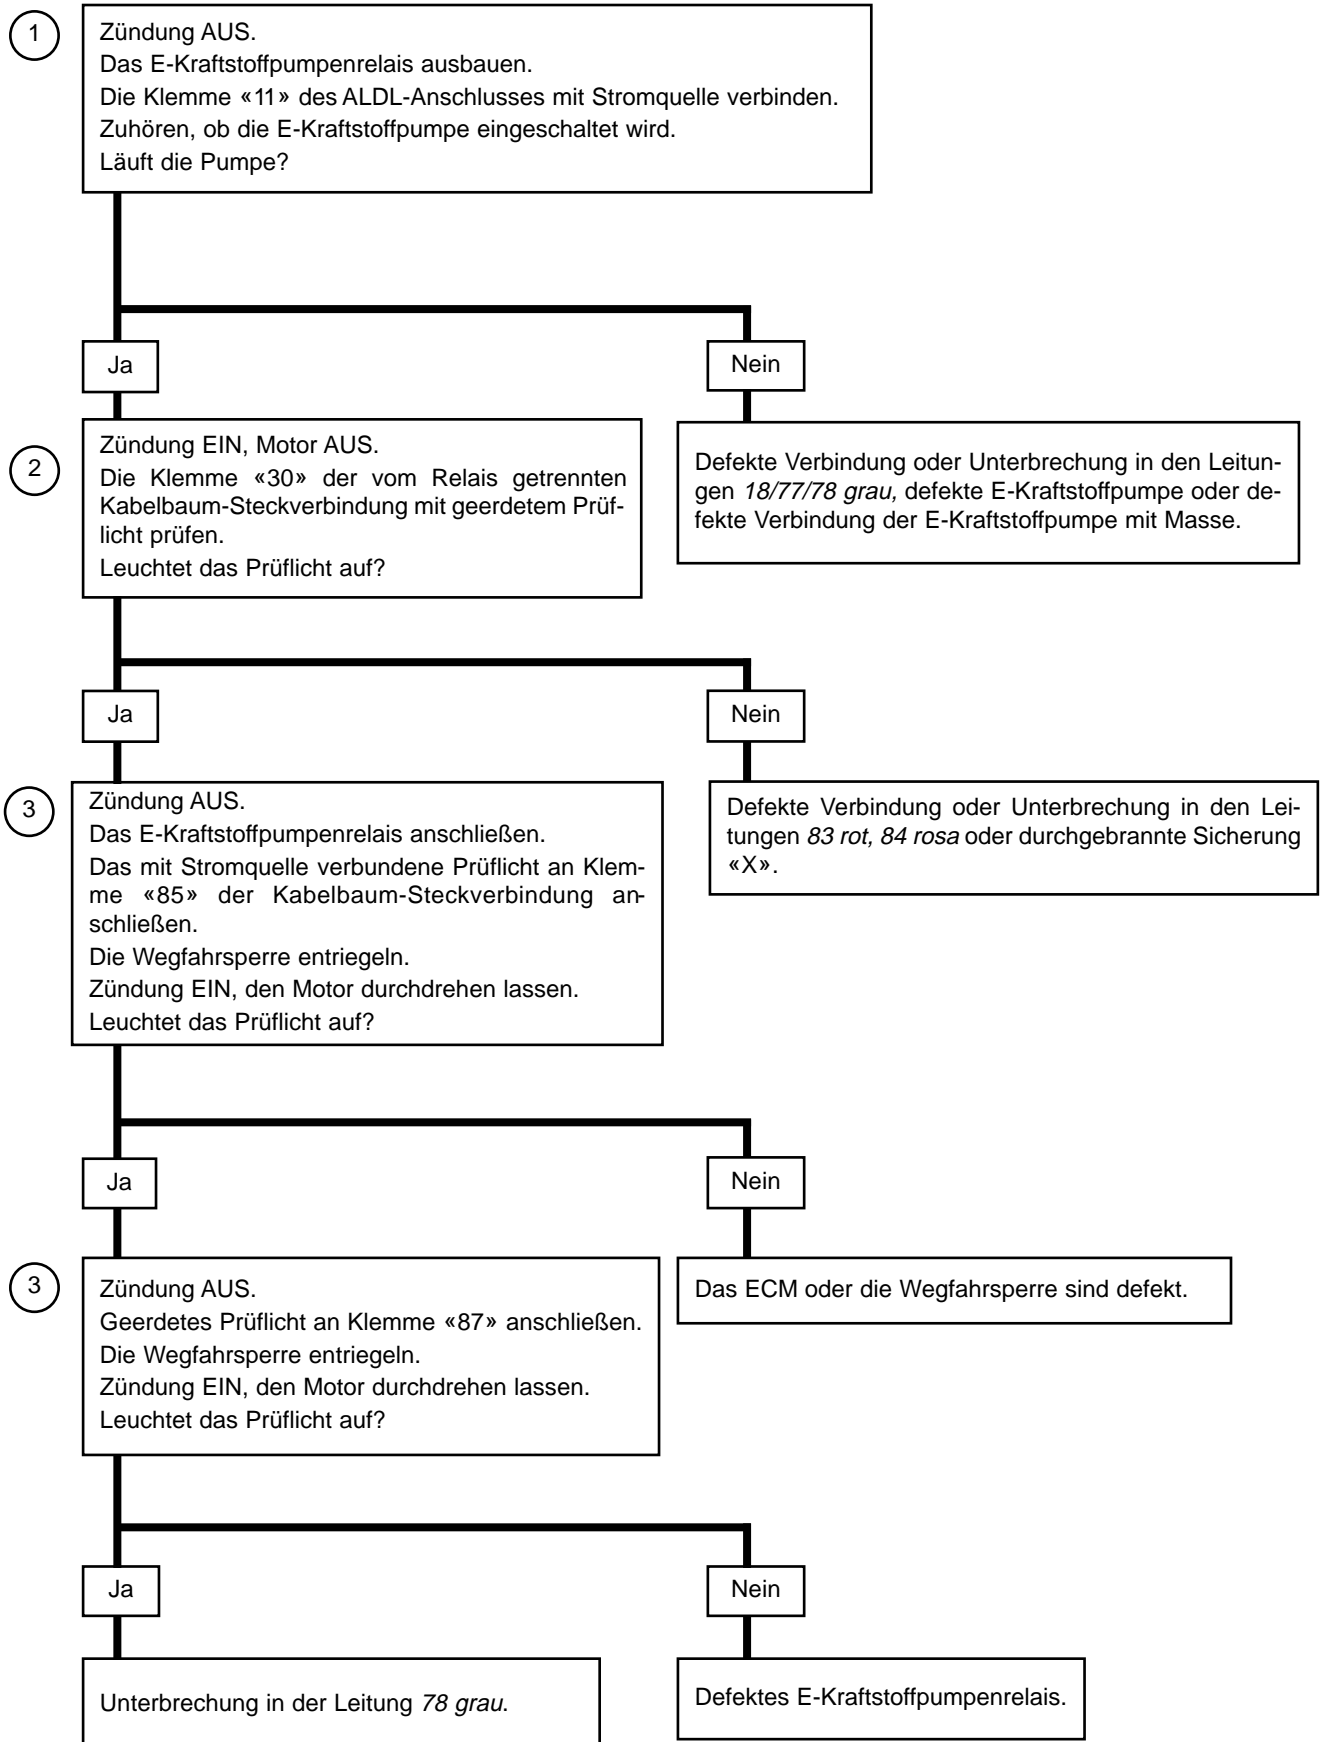 1
Zündung AUS.
Das E-Kraftstoffpumpenrelais ausbauen.
Die Klemme «11» des ALDL-Anschlusses mit Stromquelle verbinden.
Zuhören, ob die E-Kraftstoffpumpe eingeschaltet wird.
Läuft die Pumpe?
Ja
Nein
2
Zündung EIN, Motor AUS.
Die Klemme «30» der vom Relais getrennten
Kabelbaum-Steckverbindung mit geerdetem Prüf-
licht prüfen.
Leuchtet das Prüflicht auf?
Defekte Verbindung oder Unterbrechung in den Leitun-
gen 18/77/78 grau, defekte E-Kraftstoffpumpe oder de-
fekte Verbindung der E-Kraftstoffpumpe mit Masse.
Ja
Nein
3
Zündung AUS.
Das E-Kraftstoffpumpenrelais anschließen.
Das mit Stromquelle verbundene Prüflicht an Klem-
me «85» der Kabelbaum-Steckverbindung an-
schließen.
Die Wegfahrsperre entriegeln.
Zündung EIN, den Motor durchdrehen lassen.
Leuchtet das Prüflicht auf?
Defekte Verbindung oder Unterbrechung in den Lei-
tungen 83 rot, 84 rosa oder durchgebrannte Sicherung
«X».
Ja
Nein
3
Zündung AUS.
Geerdetes Prüflicht an Klemme «87» anschließen.
Die Wegfahrsperre entriegeln.
Zündung EIN, den Motor durchdrehen lassen.
Leuchtet das Prüflicht auf?
Das ECM oder die Wegfahrsperre sind defekt.
Ja
Nein
Unterbrechung in der Leitung 78 grau.
Defektes E-Kraftstoffpumpenrelais.